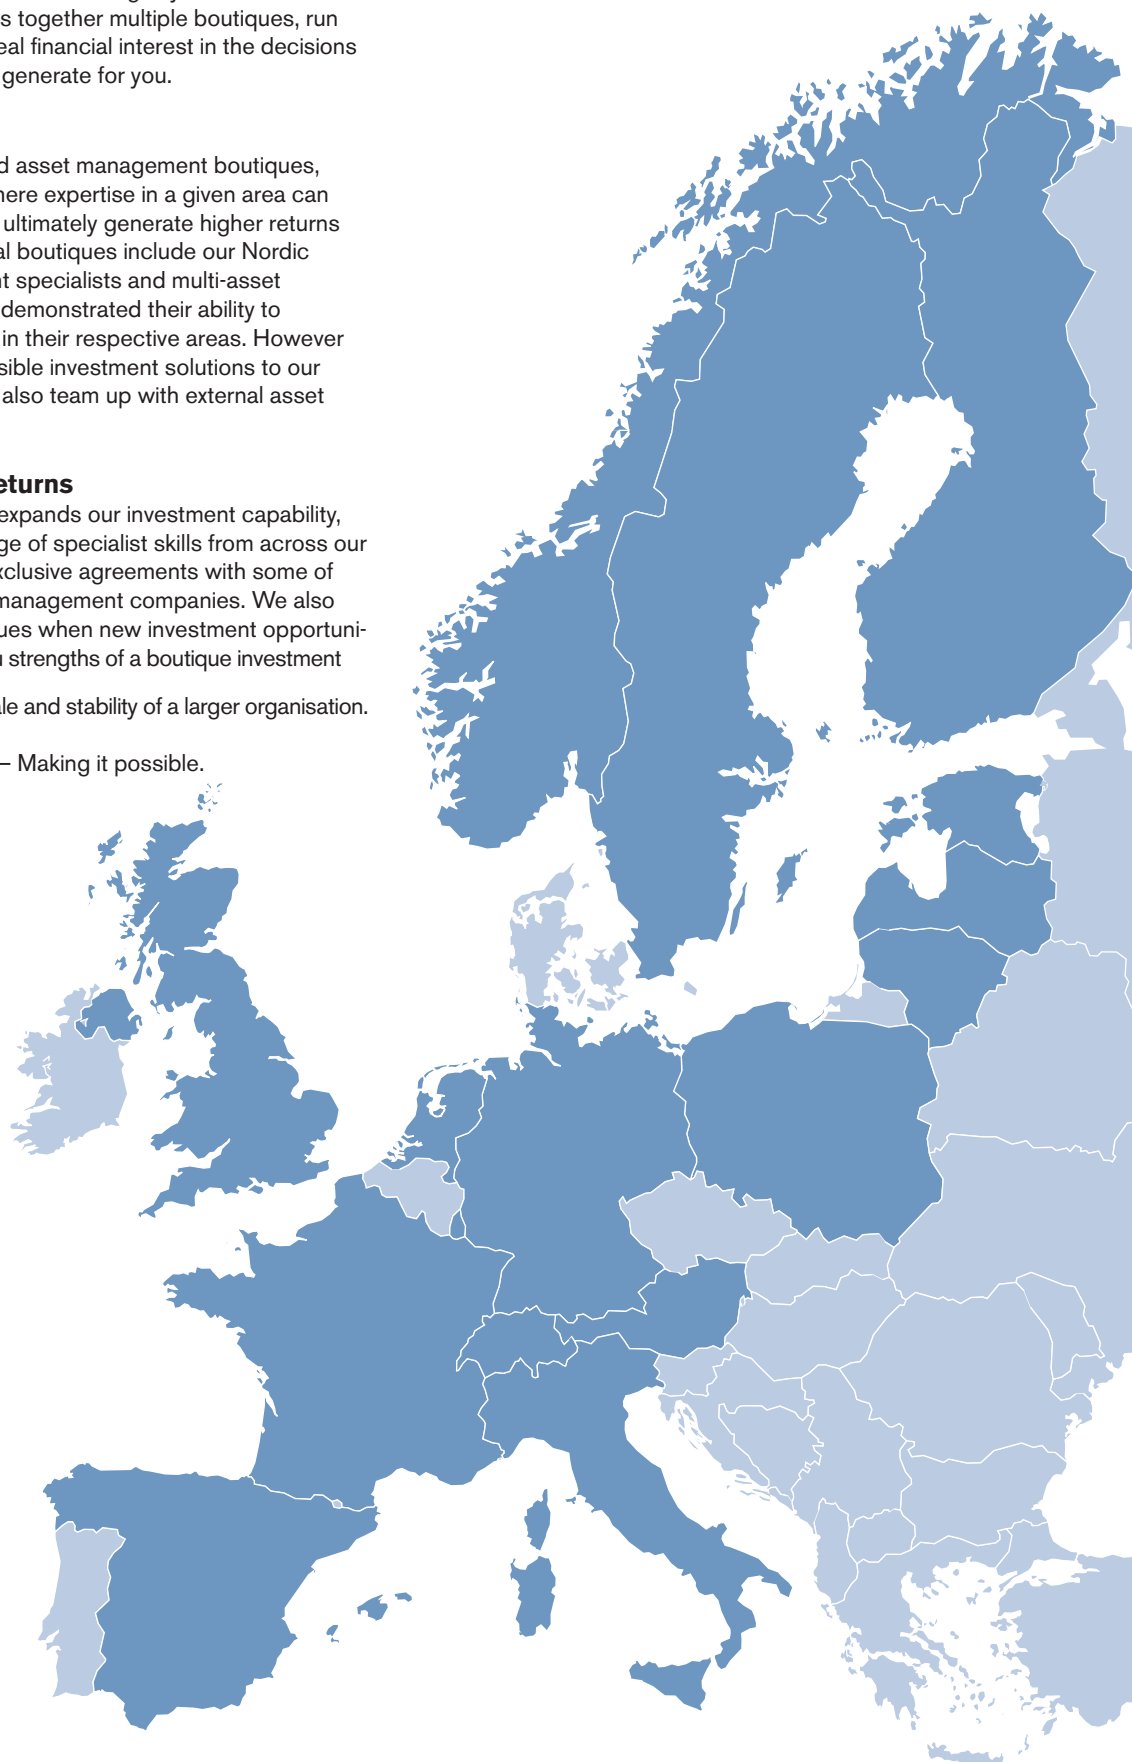 s together multiple boutiques, run
eal financial interest in the decisions
generate for you.
d asset management boutiques,
here expertise in a given area can
ultimately generate higher returns
al boutiques include our Nordic
nt specialists and multi-asset
demonstrated their ability to
in their respective areas. However
sible investment solutions to our
also team up with external asset
eturns
expands our investment capability,
ge of specialist skills from across our
xclusive agreements with some of
management companies. We also
ues when new investment opportuni-
u strengths of a boutique investment
ale and stability of a larger organisation.
– Making it possible.